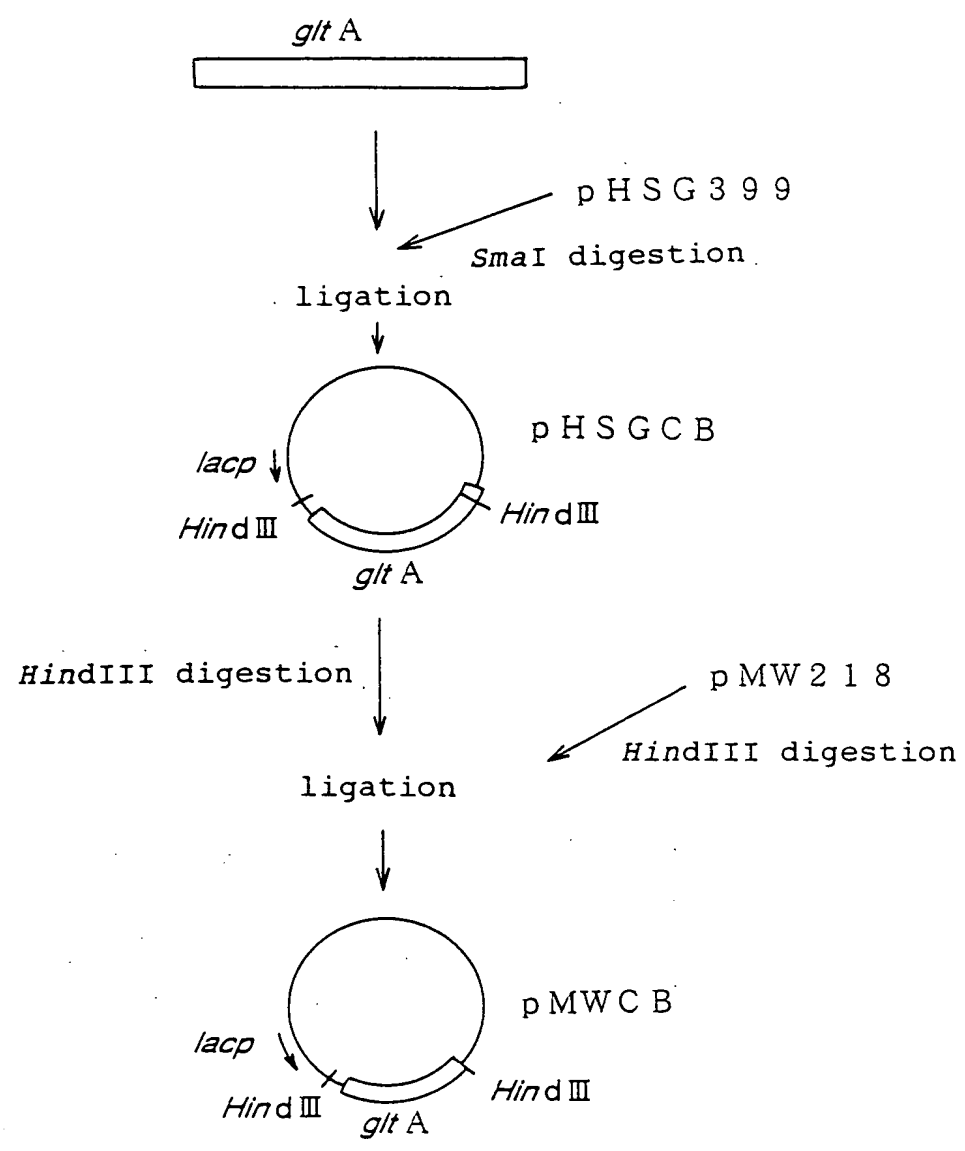 gltA
pHSG399
SmaI digestion
ligation
pHSGCB
lacp
HindⅢ
HindⅢ
gltA
HindIII digestion
pMW218
HindIII digestion
ligation
pMWCB
lacp
HindⅢ
HindⅢ
gltA